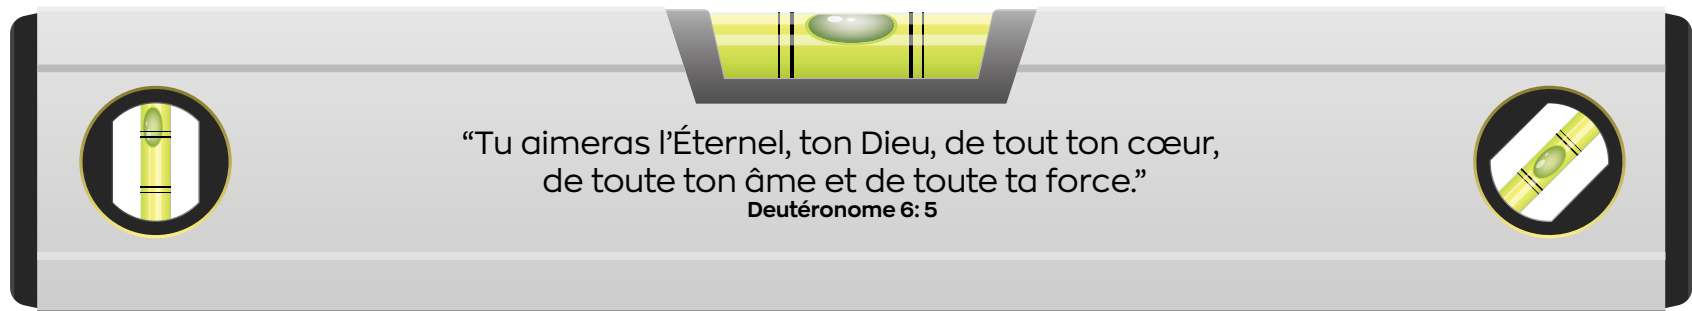 “Tu aimeras l’Éternel, ton Dieu, de tout ton cœur,
de toute ton âme et de toute ta force.”
Deutéronome 6: 5